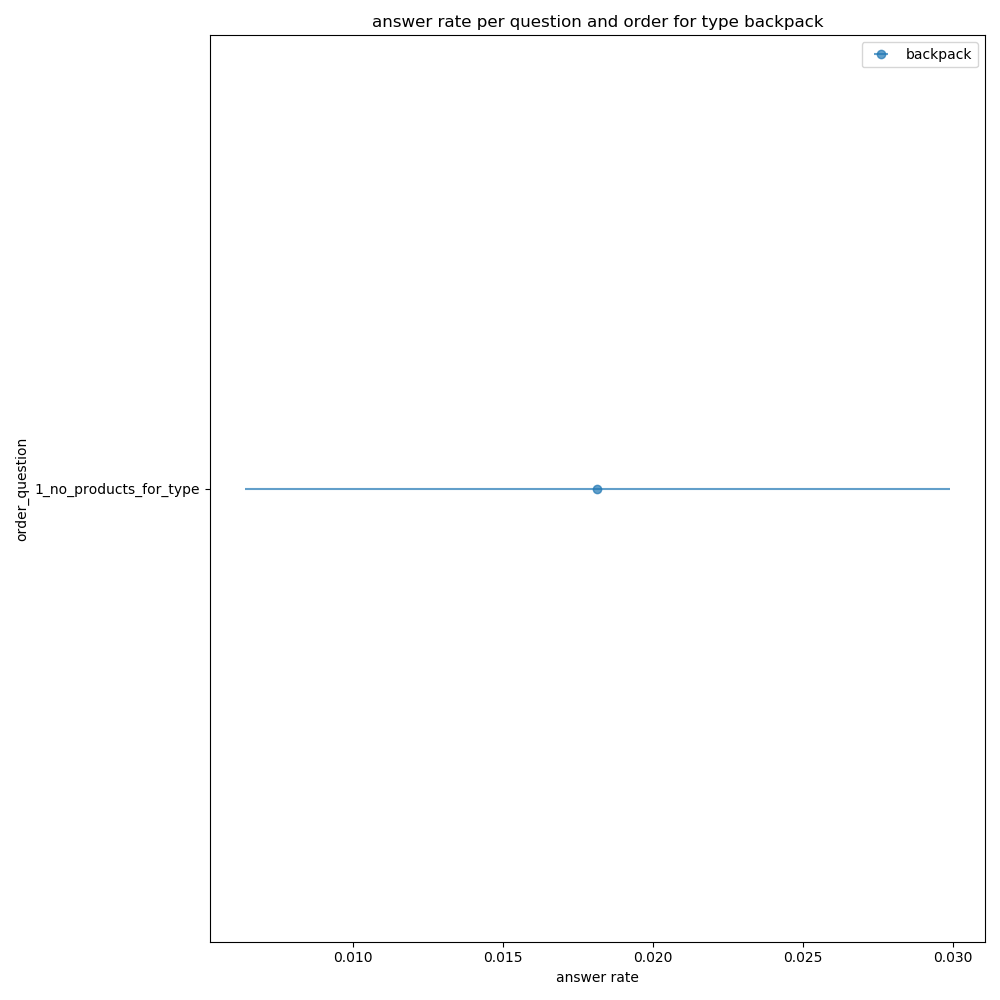 answer rate per question and order for type backpack
backpack
order_question
1_no_products_for_type
0.010
0.015
0.020
0.025
0.030
answer rate